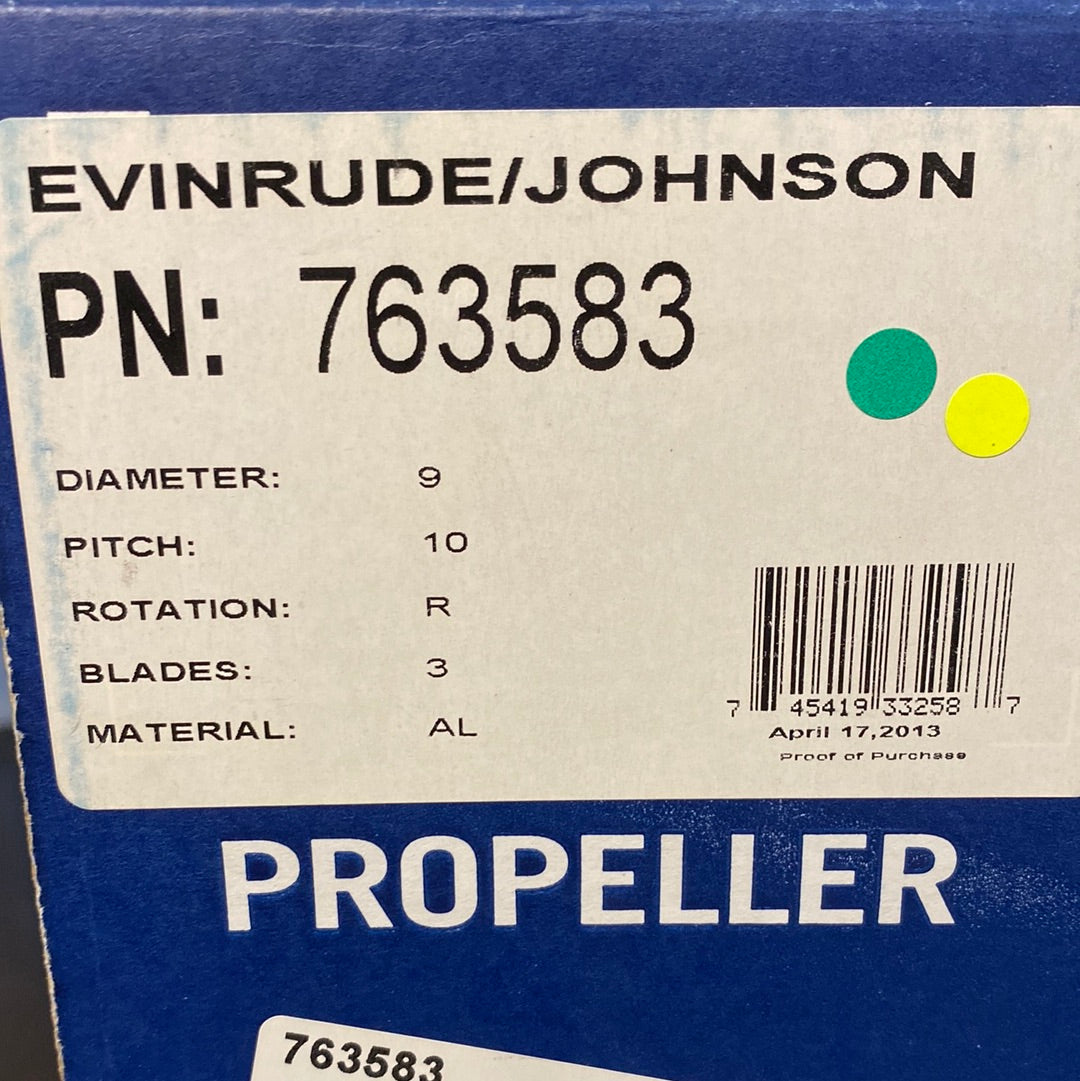 EVINRUDE/JOHNSON
PN: 763583
DIAMETER: 9
PITCH: 10
ROTATION: R
BLADES: 3
MATERIAL: AL
7 45419 33258 7
April 17,2013
Proof of Purchase
PROPELLER
763583